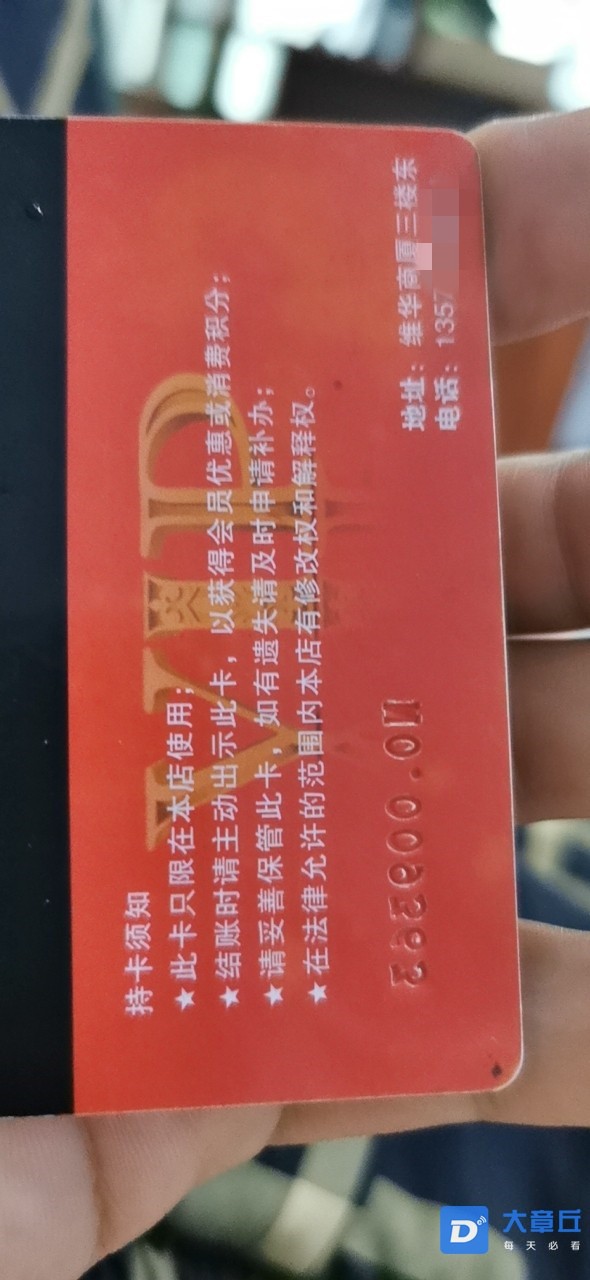 持卡须知
★此卡只限在本店使用；
★结账时请主动出示此卡，以获得会员优惠或消费积分；
★请妥善保管此卡，如有遗失请及时申请补办；
★在法律允许的范围内本店有修改权和解释权。
VIP
地址：维华商厦三楼东
电话：1357
大章丘
每天必看